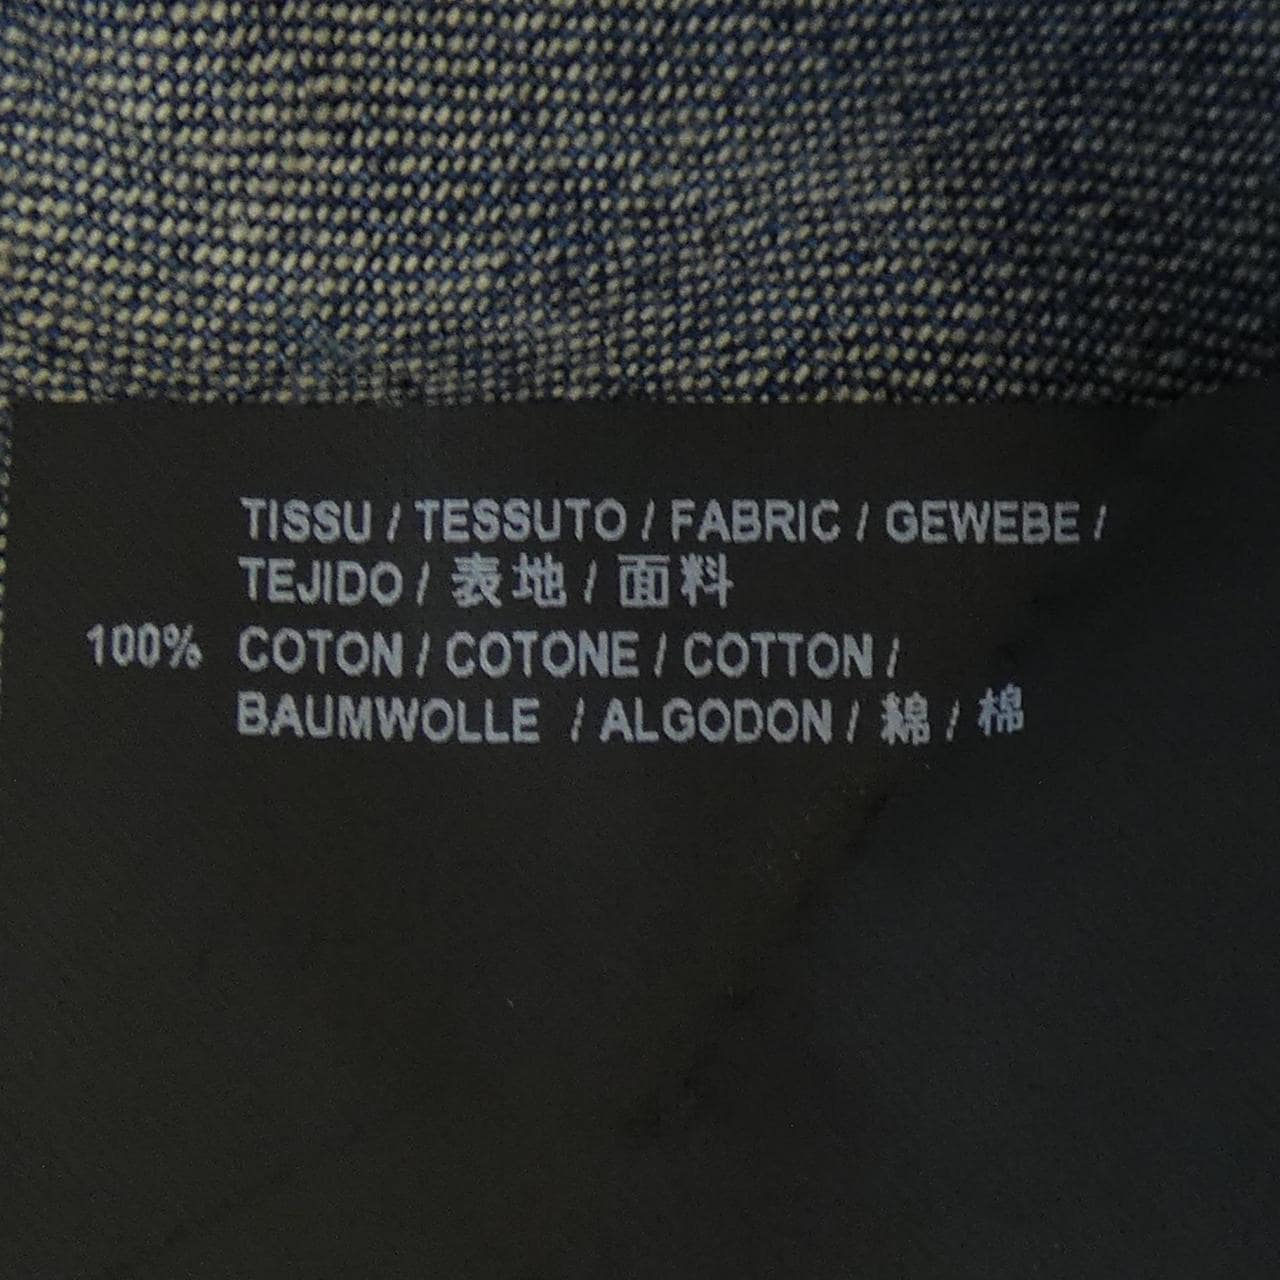 TISSU / TESSUTO / FABRIC / GEWEBE /
TEJIDO / 表地 / 面料
100% COTON / COTONE / COTTON /
BAUMWOLLE / ALGODON / 綿 / 棉